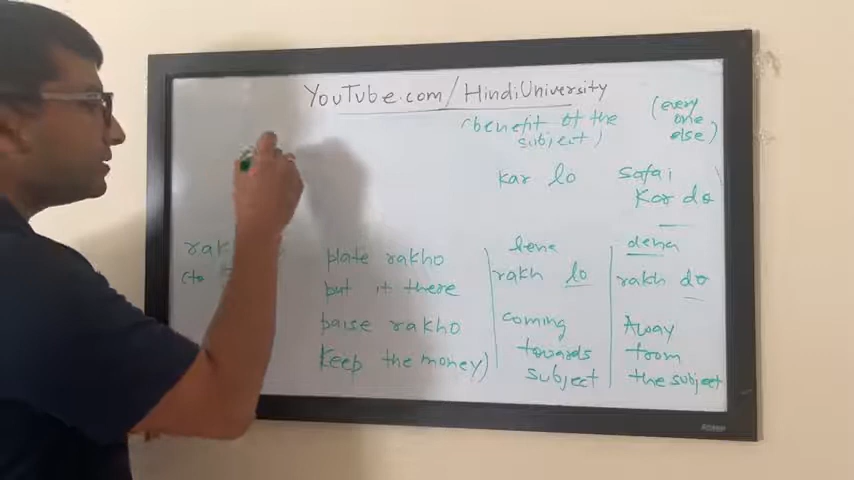 YouTube.com/HindiUniversity
(benefit of the
subject)
(every
one
else)
kar lo
safai
kar do
rak
(to
plate rakho
put it there
paise rakho
keep the money)
lena
rakh lo
coming
towards
subject
dena
rakh do
Away
from
the subject